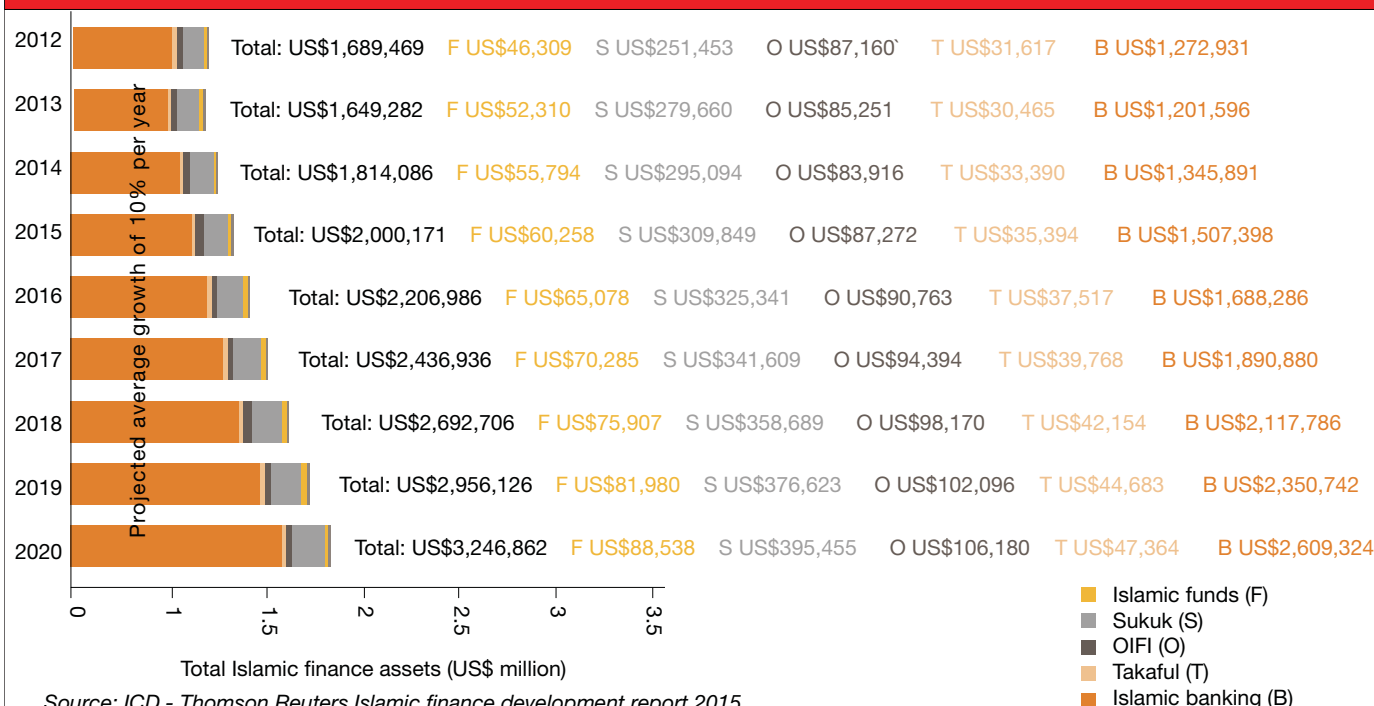 2012 Total: US$1,689,469 F US$46,309 S US$251,453 O US$87,160` T US$31,617 B US$1,272,931
2013 Total: US$1,649,282 F US$52,310 S US$279,660 O US$85,251 T US$30,465 B US$1,201,596
2014 Total: US$1,814,086 F US$55,794 S US$295,094 O US$83,916 T US$33,390 B US$1,345,891
2015 Total: US$2,000,171 F US$60,258 S US$309,849 O US$87,272 T US$35,394 B US$1,507,398
2016 Total: US$2,206,986 F US$65,078 S US$325,341 O US$90,763 T US$37,517 B US$1,688,286
2017 Total: US$2,436,936 F US$70,285 S US$341,609 O US$94,394 T US$39,768 B US$1,890,880
2018 Total: US$2,692,706 F US$75,907 S US$358,689 O US$98,170 T US$42,154 B US$2,117,786
2019 Total: US$2,956,126 F US$81,980 S US$376,623 O US$102,096 T US$44,683 B US$2,350,742
2020 Total: US$3,246,862 F US$88,538 S US$395,455 O US$106,180 T US$47,364 B US$2,609,324
Projected average growth of 10% per year
0 1 1.5 2 2.5 3 3.5
Total Islamic finance assets (US$ million)
Islamic funds (F)
Sukuk (S)
OIFI (O)
Takaful (T)
Islamic banking (B)
Source: ICD - Thomson Reuters Islamic finance development report 2015